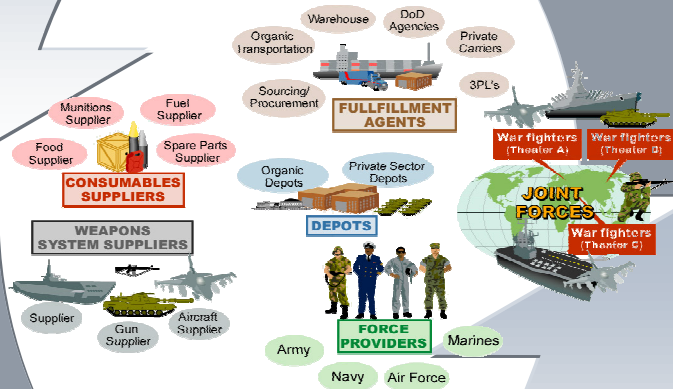 Warehouse
DoD
Agencies
Organic
Transportation
Private
Carriers
Sourcing/
Procurement
3PL's
FULLFILLMENT
AGENTS
Munitions
Supplier
Fuel
Supplier
Food
Supplier
Spare Parts
Supplier
CONSUMABLES
SUPPLIERS
Organic
Depots
Private Sector
Depots
DEPOTS
War fighters
(Theater A)
War fighters
(Theater D)
JOINT
FORCES
War fighters
(Theater C)
WEAPONS
SYSTEM SUPPLIERS
Supplier
Gun
Supplier
Aircraft
Supplier
FORCE
PROVIDERS
Army
Navy
Air Force
Marines